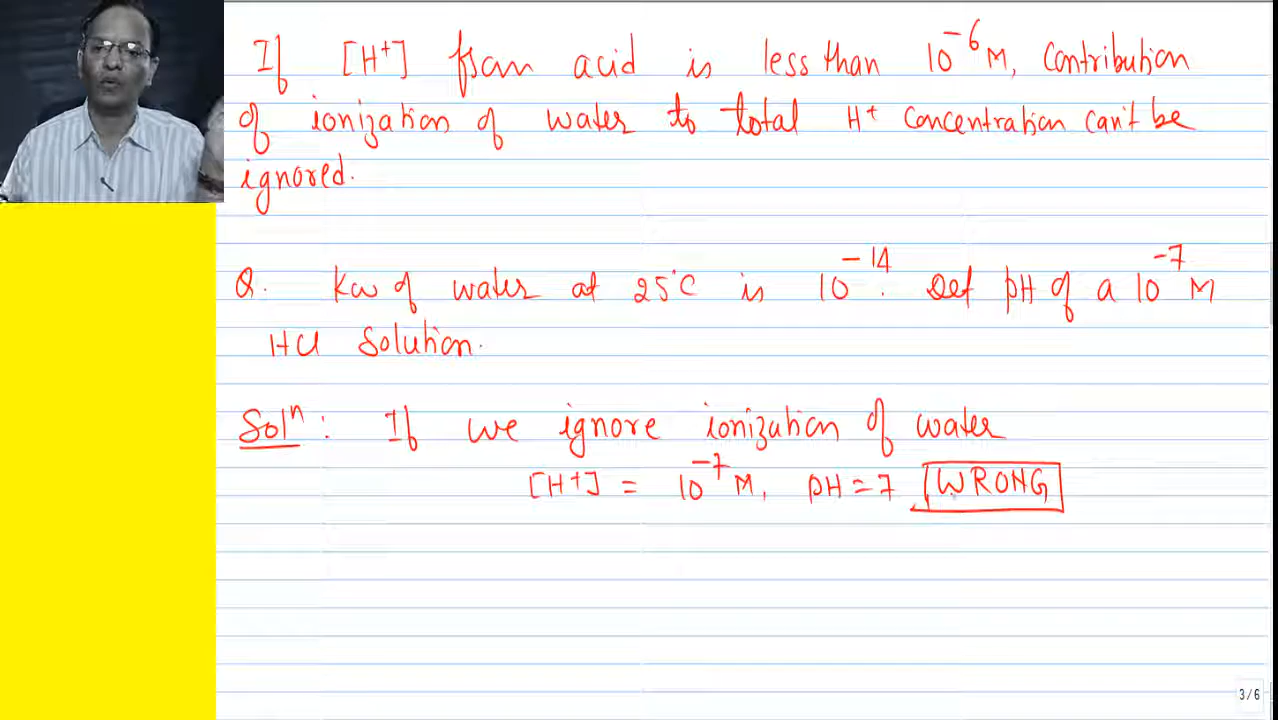 If [H⁺] from acid is less than 10⁻⁶ M, Contribution
of ionization of water to total H⁺ Concentration can't be
ignored.
Q. Kw of water at 25°C is 10⁻¹⁴. Det pH of a 10⁻⁷ M
HCl Solution.
Solⁿ: If we ignore ionization of water
[H⁺] = 10⁻⁷ M, pH = 7 WRONG
3/6